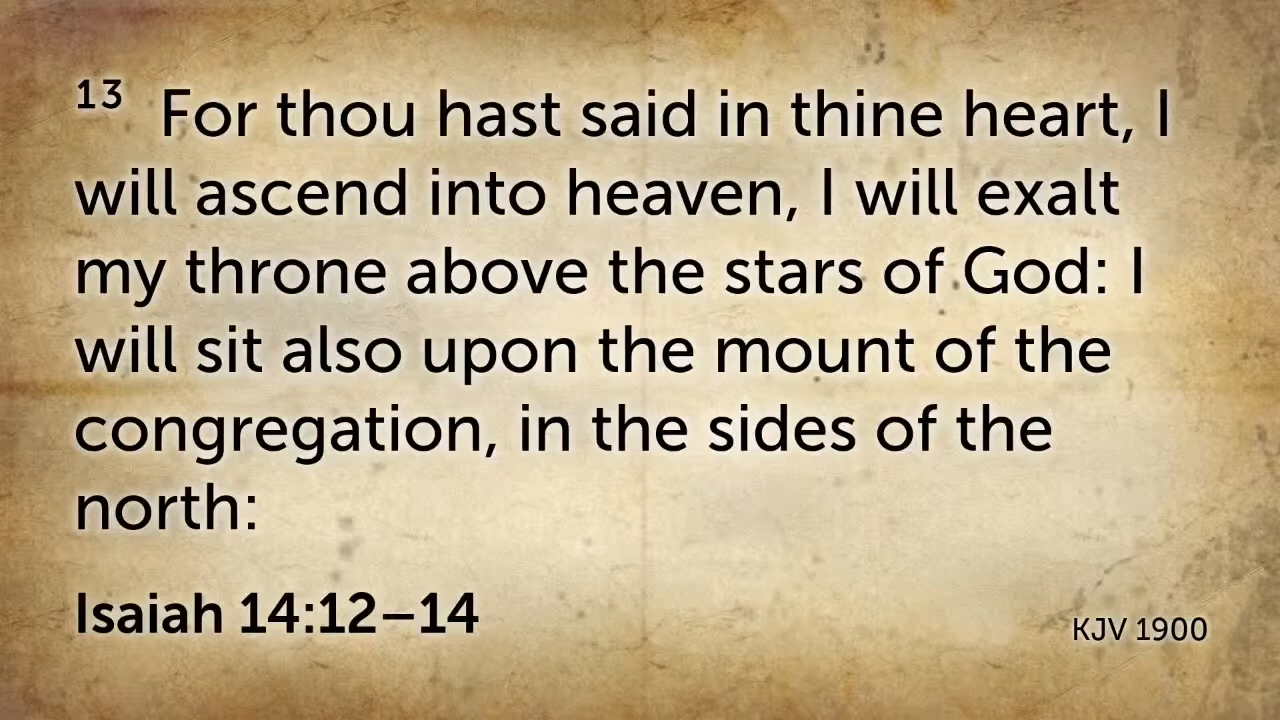 13 For thou hast said in thine heart, I
will ascend into heaven, I will exalt
my throne above the stars of God: I
will sit also upon the mount of the
congregation, in the sides of the
north:
Isaiah 14:12–14
KJV 1900